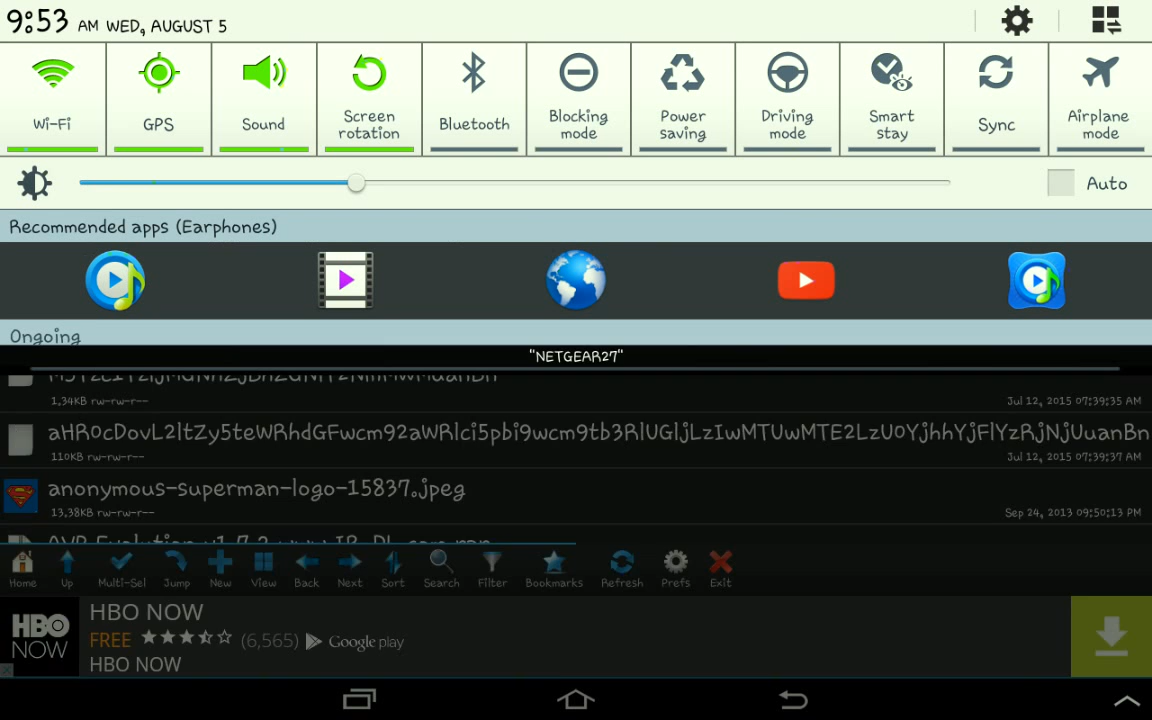 9:53 AM WED, AUGUST 5
Wi-Fi
GPS
Sound
Screen rotation
Bluetooth
Blocking mode
Power saving
Driving mode
Smart stay
Sync
Airplane mode
Auto
Recommended apps (Earphones)
Ongoing
"NETGEAR27"
1,34KB rw-rw-r-- Jul 12, 2015 07:39:35 AM
110KB rw-rw-r-- Jul 12, 2015 07:39:37 AM
anonymous-superman-logo-15837.jpeg
13,38KB rw-rw-r-- Sep 24, 2013 09:50:13 PM
Home Up Multi-Sel Jump New View Back Next Sort Search Filter Bookmarks Refresh Prefs Exit
HBO NOW
HBO NOW
FREE (6,565) Google play
HBO NOW